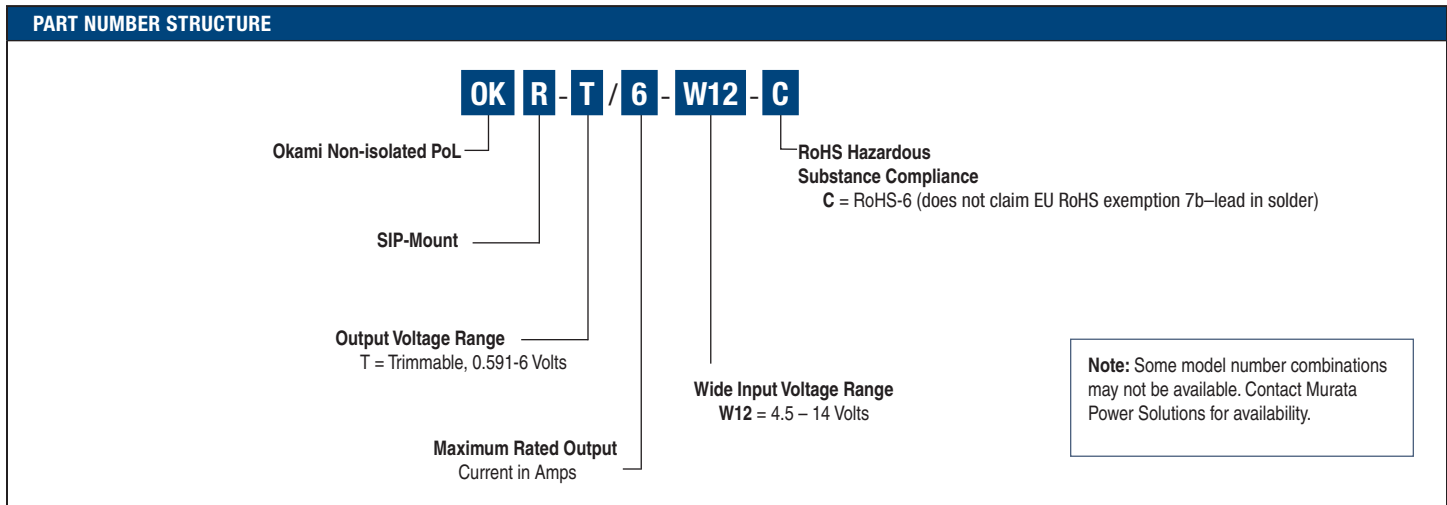 PART NUMBER STRUCTURE
OK R - T / 6 - W12 - C
Okami Non-isolated PoL
RoHS Hazardous
Substance Compliance
C = RoHS-6 (does not claim EU RoHS exemption 7b–lead in solder)
SIP-Mount
Output Voltage Range
T = Trimmable, 0.591-6 Volts
Wide Input Voltage Range
W12 = 4.5 – 14 Volts
Note: Some model number combinations
may not be available. Contact Murata
Power Solutions for availability.
Maximum Rated Output
Current in Amps